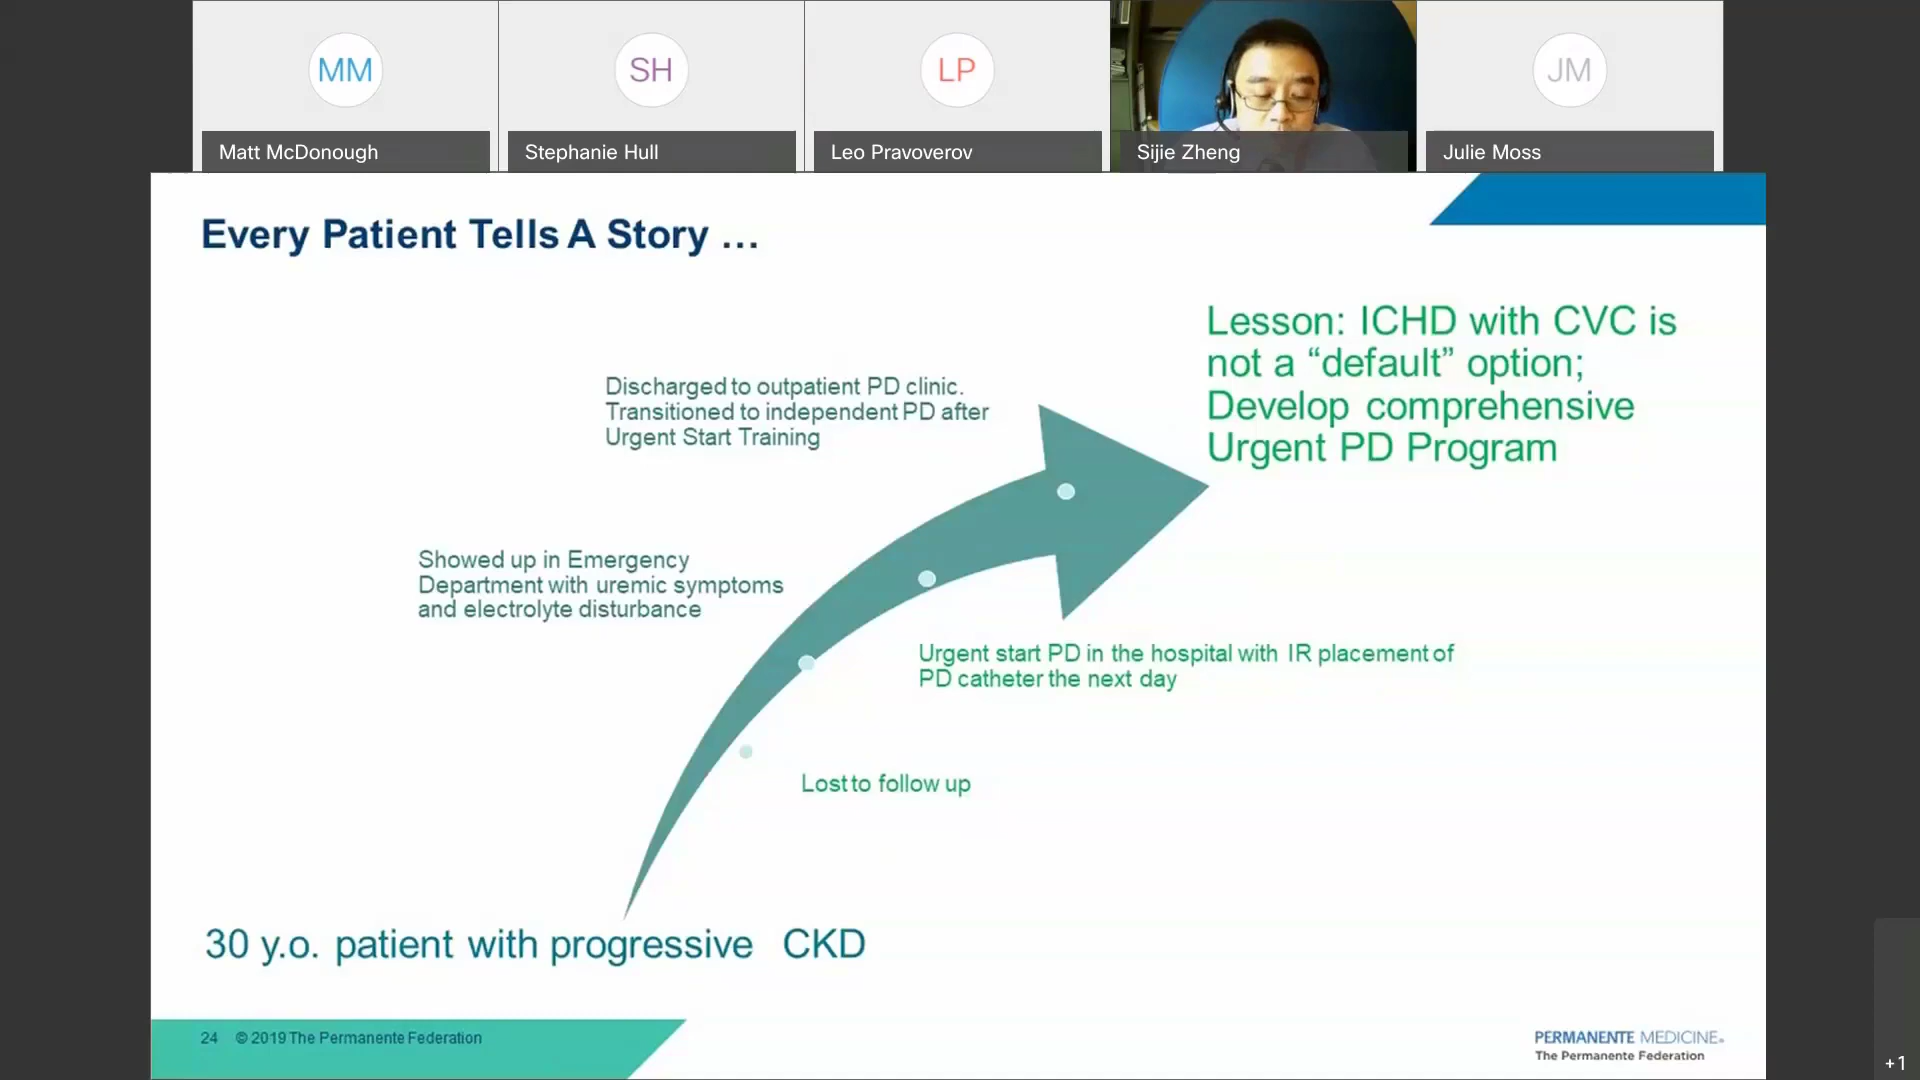 MM
SH
LP
JM
Matt McDonough
Stephanie Hull
Leo Pravoverov
Sijie Zheng
Julie Moss
Every Patient Tells A Story ...
Lesson: ICHD with CVC is
not a “default” option;
Develop comprehensive
Urgent PD Program
Discharged to outpatient PD clinic.
Transitioned to independent PD after
Urgent Start Training
Showed up in Emergency
Department with uremic symptoms
and electrolyte disturbance
Urgent start PD in the hospital with IR placement of
PD catheter the next day
Lost to follow up
30 y.o. patient with progressive CKD
24 © 2019 The Permanente Federation
PERMANENTE MEDICINE
The Permanente Federation
+1